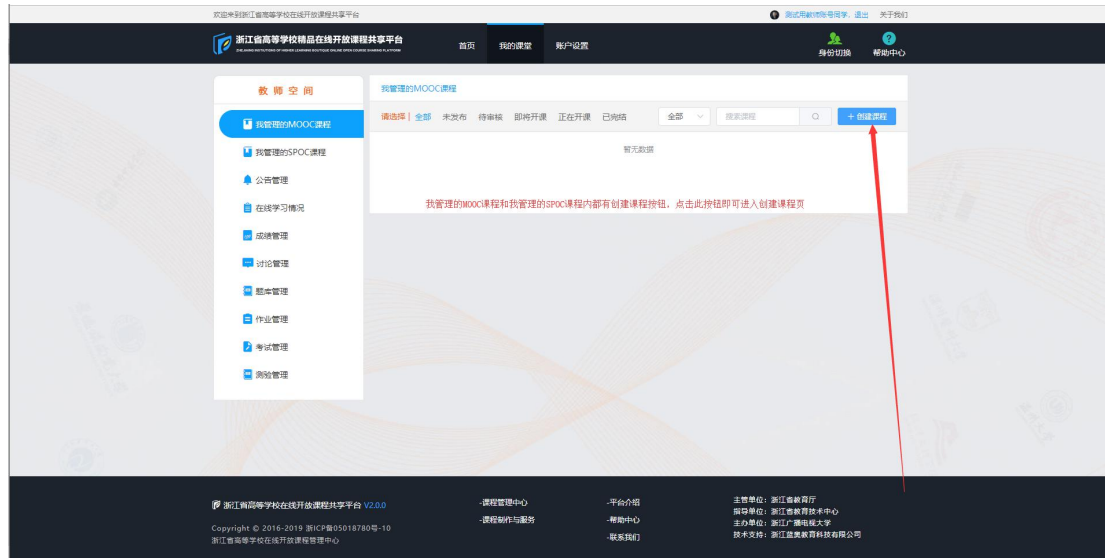 欢迎来到浙江省高等学校在线开放课程共享平台
测试用教师账号同学，退出 关于我们
浙江省高等学校精品在线开放课程共享平台
首页 我的课堂 账户设置
身份切换 帮助中心
教师空间
我管理的MOOC课程
我管理的SPOC课程
公告管理
在线学习情况
成绩管理
讨论管理
题库管理
作业管理
考试管理
测验管理
我管理的MOOC课程
请选择| 全部 未发布 待审核 即将开课 正在开课 已完结 全部 搜索课程 + 创建课程
暂无数据
我管理的MOOC课程和我管理的SPOC课程内都有创建课程按钮，点击此按钮即可进入创建课程页
浙江省高等学校在线开放课程共享平台 V2.0.0
Copyright © 2016-2019 浙ICP备05018780号-10
浙江省高等学校在线开放课程管理中心
-课程管理中心
-课程制作与服务
-平台介绍
-帮助中心
-联系我们
主管单位：浙江省教育厅
指导单位：浙江省教育技术中心
主办单位：浙江广播电视大学
技术支持：浙江蓝奥教育科技有限公司